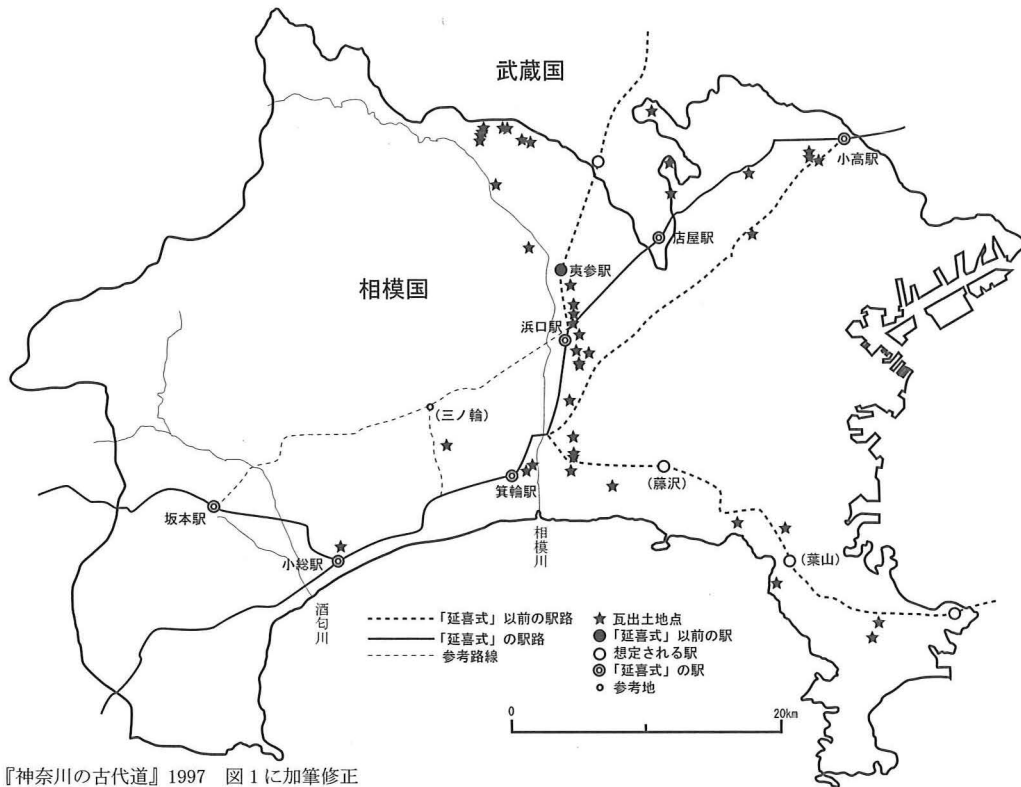 武蔵国
小高駅
店屋駅
夷参駅
相模国
浜口駅
(三ノ輪)
(藤沢)
箕輪駅
坂本駅
相模川
(葉山)
小総駅
酒匂川
「延喜式」以前の駅路
「延喜式」の駅路
参考路線
瓦出土地点
「延喜式」以前の駅
想定される駅
「延喜式」の駅
参考地
0
20km
『神奈川の古代道』1997 図1に加筆修正